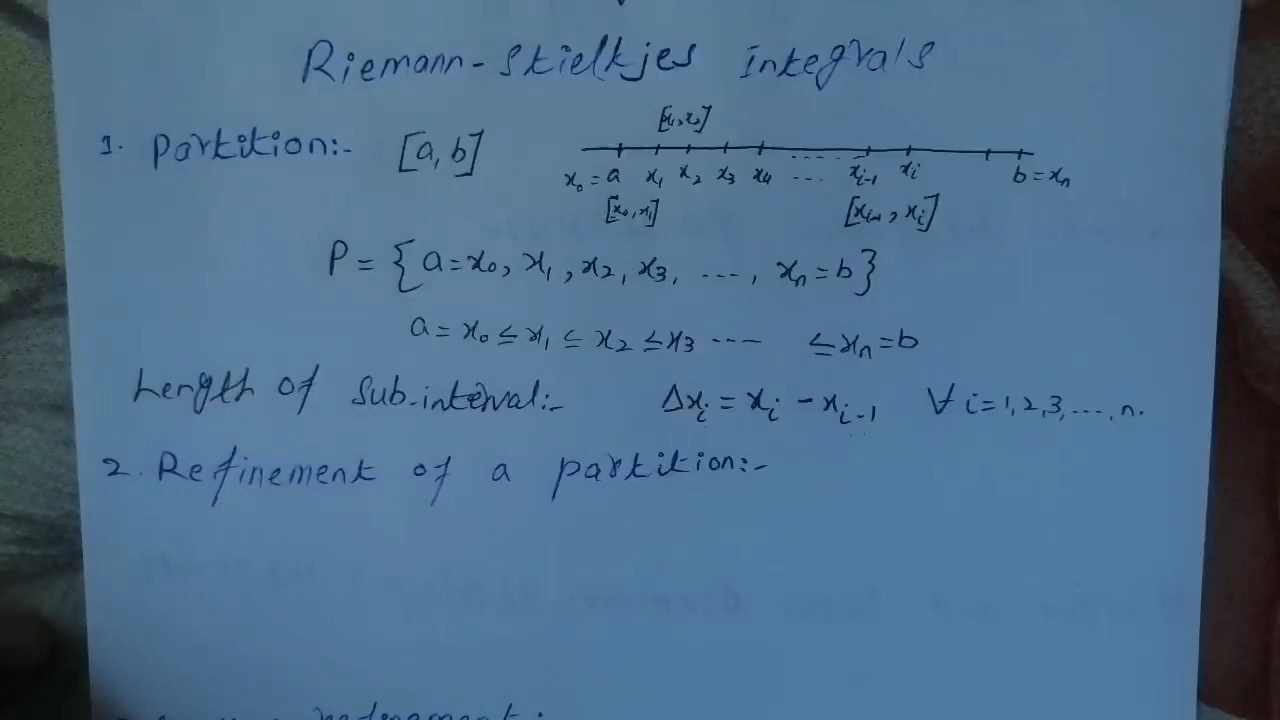 Riemann-Stieltjes integrals
1. Partition:- [a, b]
[x₁, x₂]
x₀ = a x₁ x₂ x₃ x₄ .... xᵢ₋₁ xᵢ b = xₙ
[x₀, x₁] [xᵢ₋₁, xᵢ]
P = { a = x₀, x₁, x₂, x₃, ...., xₙ = b }
a = x₀ ≤ x₁ ≤ x₂ ≤ x₃ ---- ≤ xₙ = b
Length of sub-interval:- Δxᵢ = xᵢ - xᵢ₋₁ ∀ i = 1, 2, 3, ...., n.
2. Refinement of a partition:-